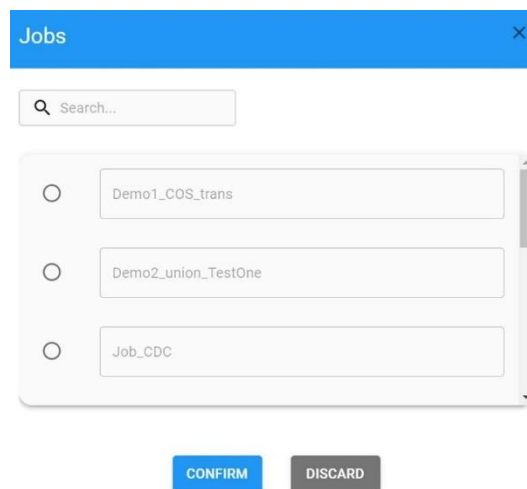 Jobs
Search...
Demo1_COS_trans
Demo2_union_TestOne
Job_CDC
CONFIRM DISCARD